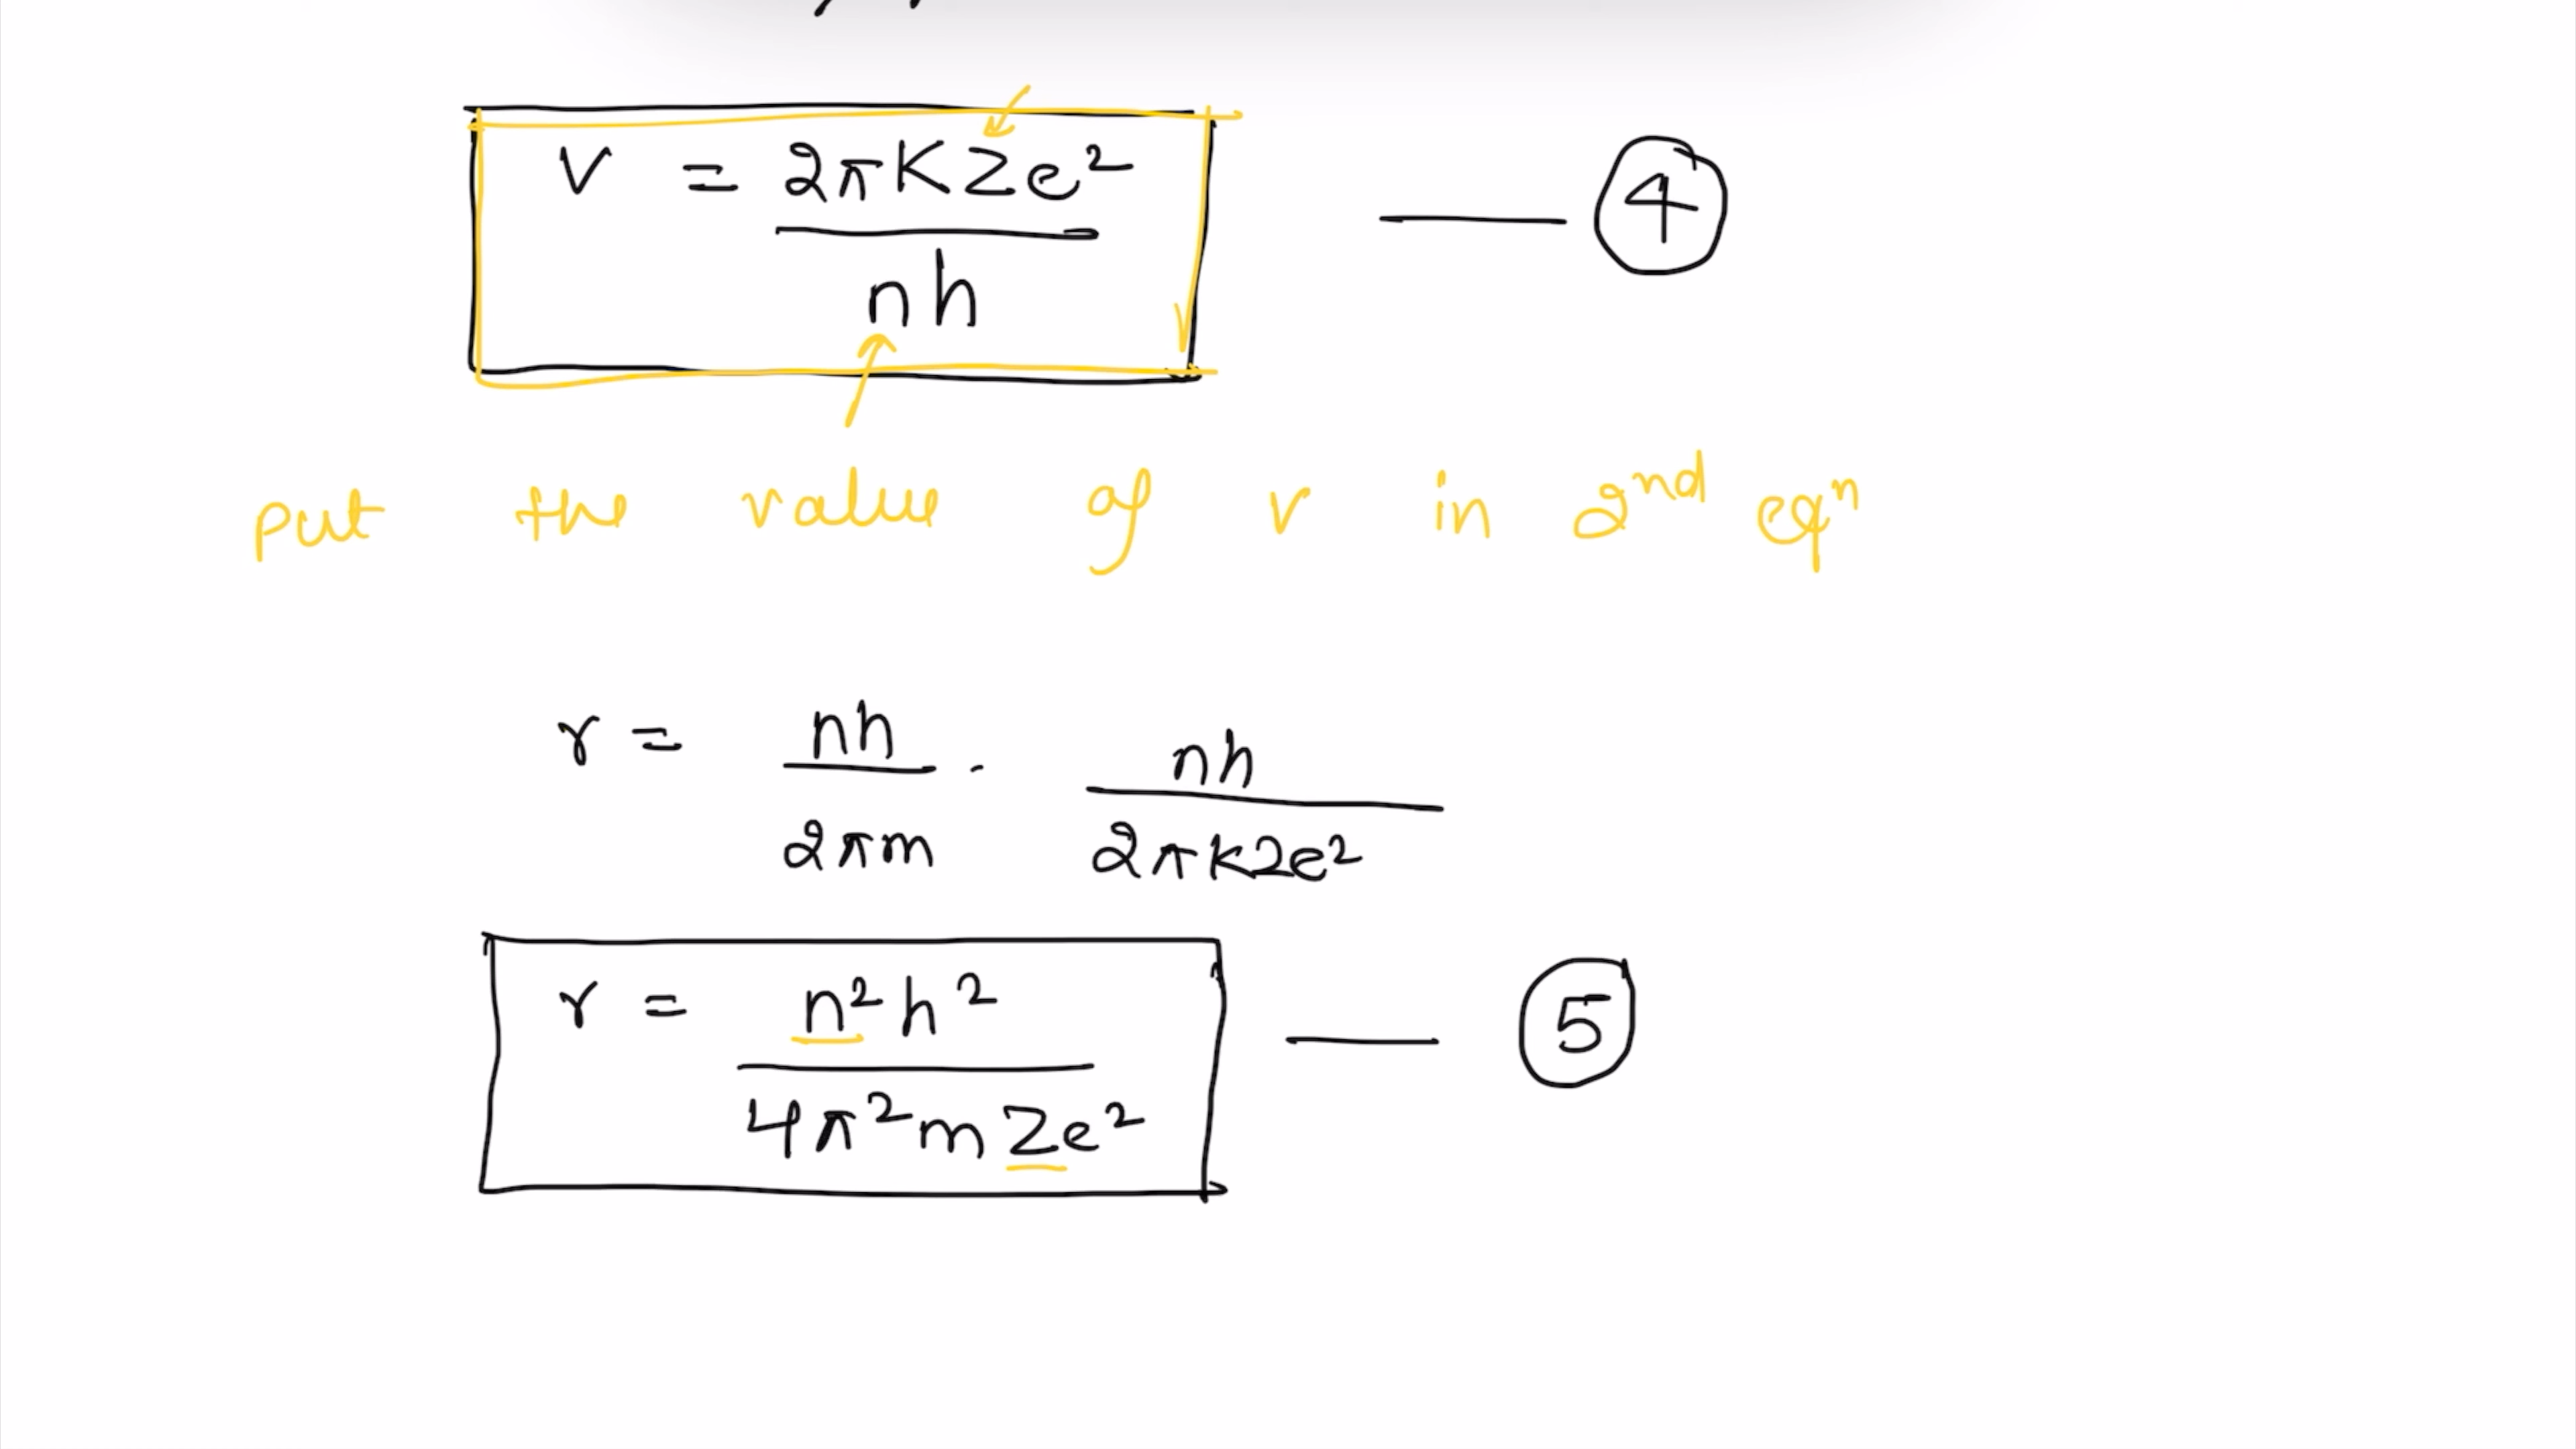 V = 2πKZe² / nh —— ④
put the value of v in 2nd eqn
r = nh / 2πm · nh / 2πKZe²
r = n²h² / 4π²mZe² —— ⑤